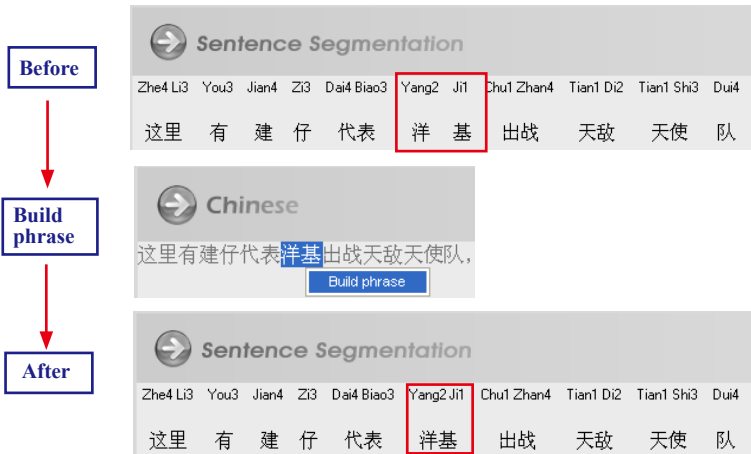 Before
Sentence Segmentation
Zhe4 Li3 You3 Jian4 Zi3 Dai4 Biao3 Yang2 Ji1 Chu1 Zhan4 Tian1 Di2 Tian1 Shi3 Dui4
这里 有 建 仔 代表 洋 基 出战 天敌 天使 队
Build
phrase
Chinese
这里有建仔代表洋基出战天敌天使队,
Build phrase
After
Sentence Segmentation
Zhe4 Li3 You3 Jian4 Zi3 Dai4 Biao3 Yang2 Ji1 Chu1 Zhan4 Tian1 Di2 Tian1 Shi3 Dui4
这里 有 建 仔 代表 洋基 出战 天敌 天使 队